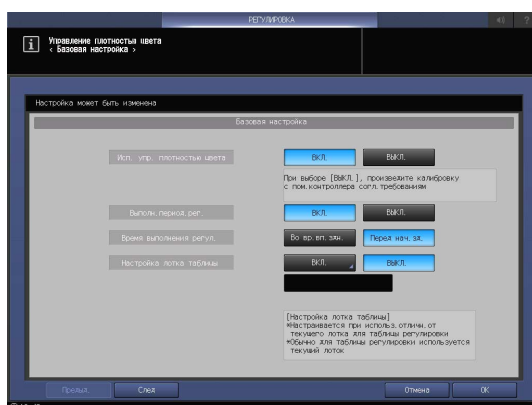 РЕГУЛИРОВКА
Управление плотностью цвета
< Базовая настройка >
Настройка может быть изменена
Базовая настройка
Исп. упр. плотностью цвета
ВКЛ.
ВЫКЛ.
При выборе [ВЫКЛ.], произведите калибровку
с пом.контроллера согл.требованиям
Выполн.период.рег.
ВКЛ.
ВЫКЛ.
Время выполнения регул.
Во вр.вп.здн.
Перед нач. зд.
Настройка лотка таблицы
ВКЛ.
ВЫКЛ.
[Настройка лотка таблицы]
*Настраивается при использ.отличн.от
текущего лотка для таблицы регулировки
*Обычно для таблицы регулировки используется
текущий лоток
Предыд.
След
Отмена
OK